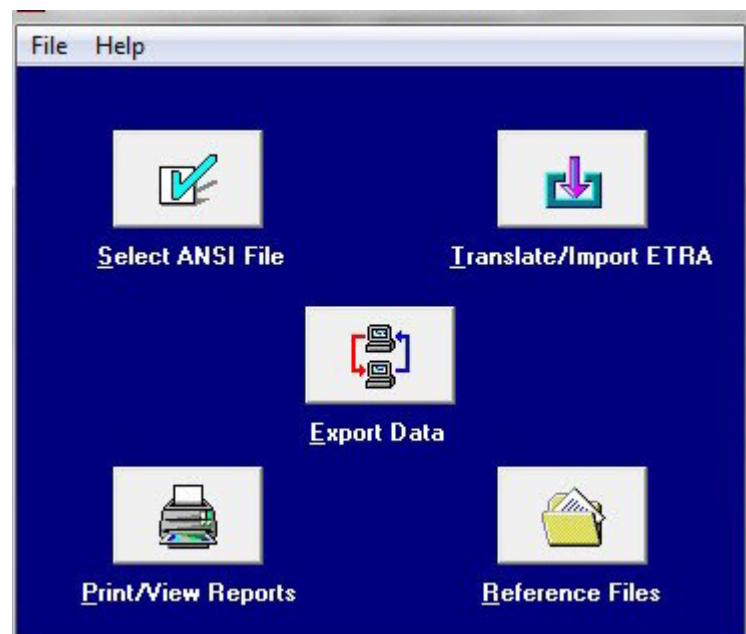 File Help
Select ANSI File
Translate/Import ETRA
Export Data
Print/View Reports
Reference Files